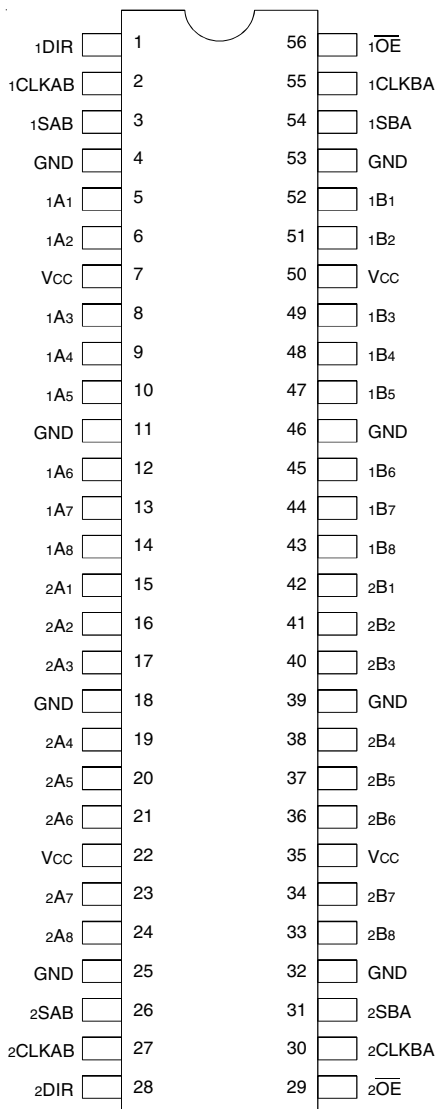 1DIR 1 56 1O̅E̅
1CLKAB 2 55 1CLKBA
1SAB 3 54 1SBA
GND 4 53 GND
1A1 5 52 1B1
1A2 6 51 1B2
VCC 7 50 VCC
1A3 8 49 1B3
1A4 9 48 1B4
1A5 10 47 1B5
GND 11 46 GND
1A6 12 45 1B6
1A7 13 44 1B7
1A8 14 43 1B8
2A1 15 42 2B1
2A2 16 41 2B2
2A3 17 40 2B3
GND 18 39 GND
2A4 19 38 2B4
2A5 20 37 2B5
2A6 21 36 2B6
VCC 22 35 VCC
2A7 23 34 2B7
2A8 24 33 2B8
GND 25 32 GND
2SAB 26 31 2SBA
2CLKAB 27 30 2CLKBA
2DIR 28 29 2O̅E̅